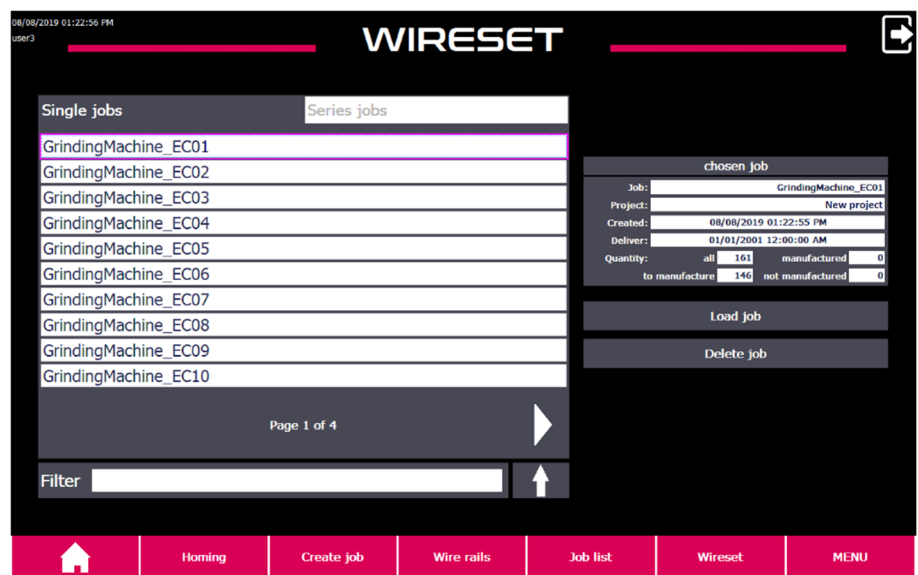 08/08/2019 01:22:56 PM
user3
WIRESET
Single jobs
Series jobs
GrindingMachine_EC01
GrindingMachine_EC02
GrindingMachine_EC03
GrindingMachine_EC04
GrindingMachine_EC05
GrindingMachine_EC06
GrindingMachine_EC07
GrindingMachine_EC08
GrindingMachine_EC09
GrindingMachine_EC10
Page 1 of 4
Filter
chosen job
Job: GrindingMachine_EC01
Project: New project
Created: 08/08/2019 01:22:55 PM
Deliver: 01/01/2001 12:00:00 AM
Quantity: all 161 manufactured 0
to manufacture 146 not manufactured 0
Load job
Delete job
Homing
Create job
Wire rails
Job list
Wireset
MENU